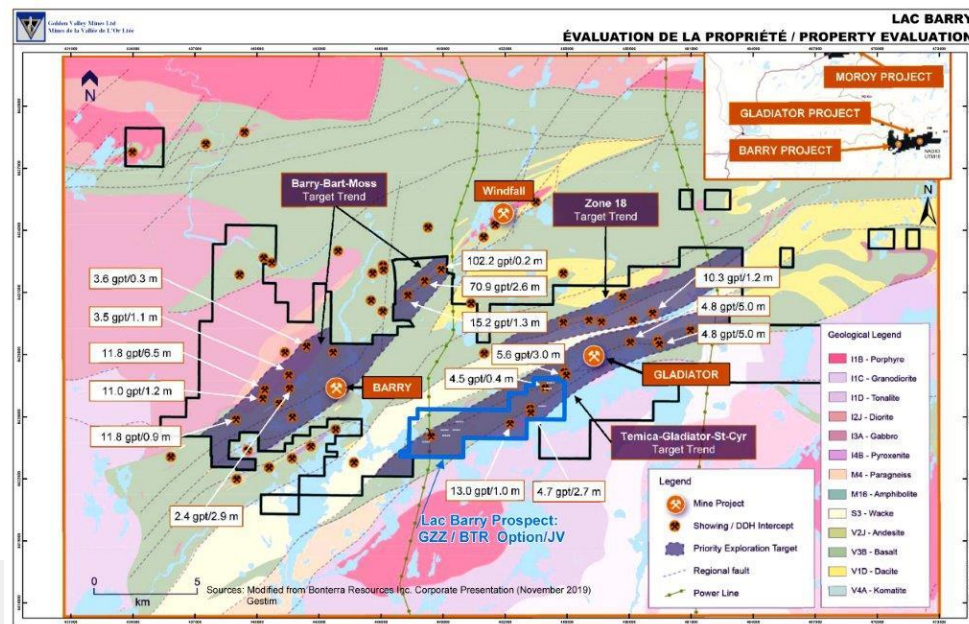 Golden Valley Mines Ltd
Mines de la Vallée de L'Or Ltée
LAC BARRY
ÉVALUATION DE LA PROPRIÉTÉ / PROPERTY EVALUATION
N
MOROY PROJECT
GLADIATOR PROJECT
BARRY PROJECT
N
Barry-Bart-Moss
Target Trend
Windfall
Zone 18
Target Trend
102.2 gpt/0.2 m
70.9 gpt/2.6 m
15.2 gpt/1.3 m
10.3 gpt/1.2 m
4.8 gpt/5.0 m
4.8 gpt/5.0 m
3.6 gpt/0.3 m
3.5 gpt/1.1 m
11.8 gpt/6.5 m
11.0 gpt/1.2 m
11.8 gpt/0.9 m
2.4 gpt/2.9 m
BARRY
5.6 gpt/3.0 m
4.5 gpt/0.4 m
GLADIATOR
Temica-Gladiator-St-Cyr
Target Trend
13.0 gpt/1.0 m
4.7 gpt/2.7 m
Lac Barry Prospect:
GZZ / BTR Option/JV
Geological Legend
I1B - Porphyre
I1C - Granodiorite
I1D - Tonalite
I2J - Diorite
I3A - Gabbro
I4B - Pyroxenite
M4 - Paragneiss
M16 - Amphibolite
S3 - Wacke
V2J - Andesite
V3B - Basalt
V1D - Dacite
V4A - Komatite
Legend
Mine Project
Showing / DDH Intercept
Priority Exploration Target
Regional fault
Power Line
0 5
km
Sources: Modified from Bonterra Resources Inc. Corporate Presentation (November 2019)
Gestim